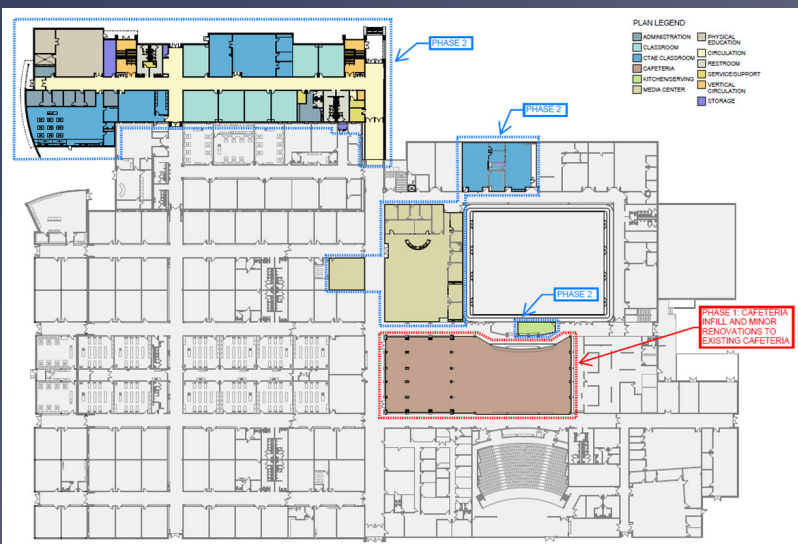 PHASE 2
PLAN LEGEND
ADMINISTRATION
CLASSROOM
CTAE CLASSROOM
CAFETERIA
KITCHEN/SERVING
MEDIA CENTER
PHYSICAL
EDUCATION
CIRCULATION
RESTROOM
SERVICE/SUPPORT
VERTICAL
CIRCULATION
STORAGE
PHASE 2
PHASE 2
PHASE 1: CAFETERIA
INFILL AND MINOR
RENOVATIONS TO
EXISTING CAFETERIA